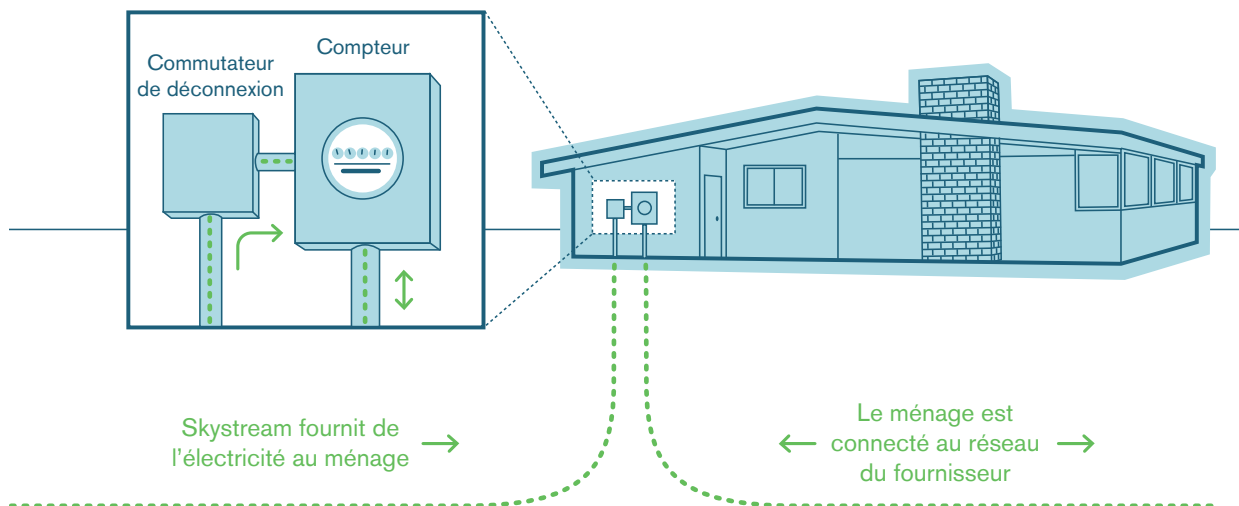 Commutateur
de déconnexion
Compteur
Skystream fournit de
l’électricité au ménage
Le ménage est
connecté au réseau
du fournisseur